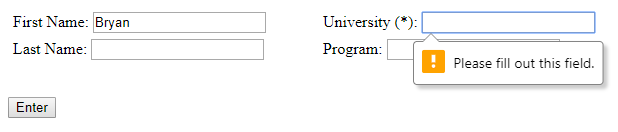 First Name: Bryan University (*):
Last Name: Program:
! Please fill out this field.
Enter